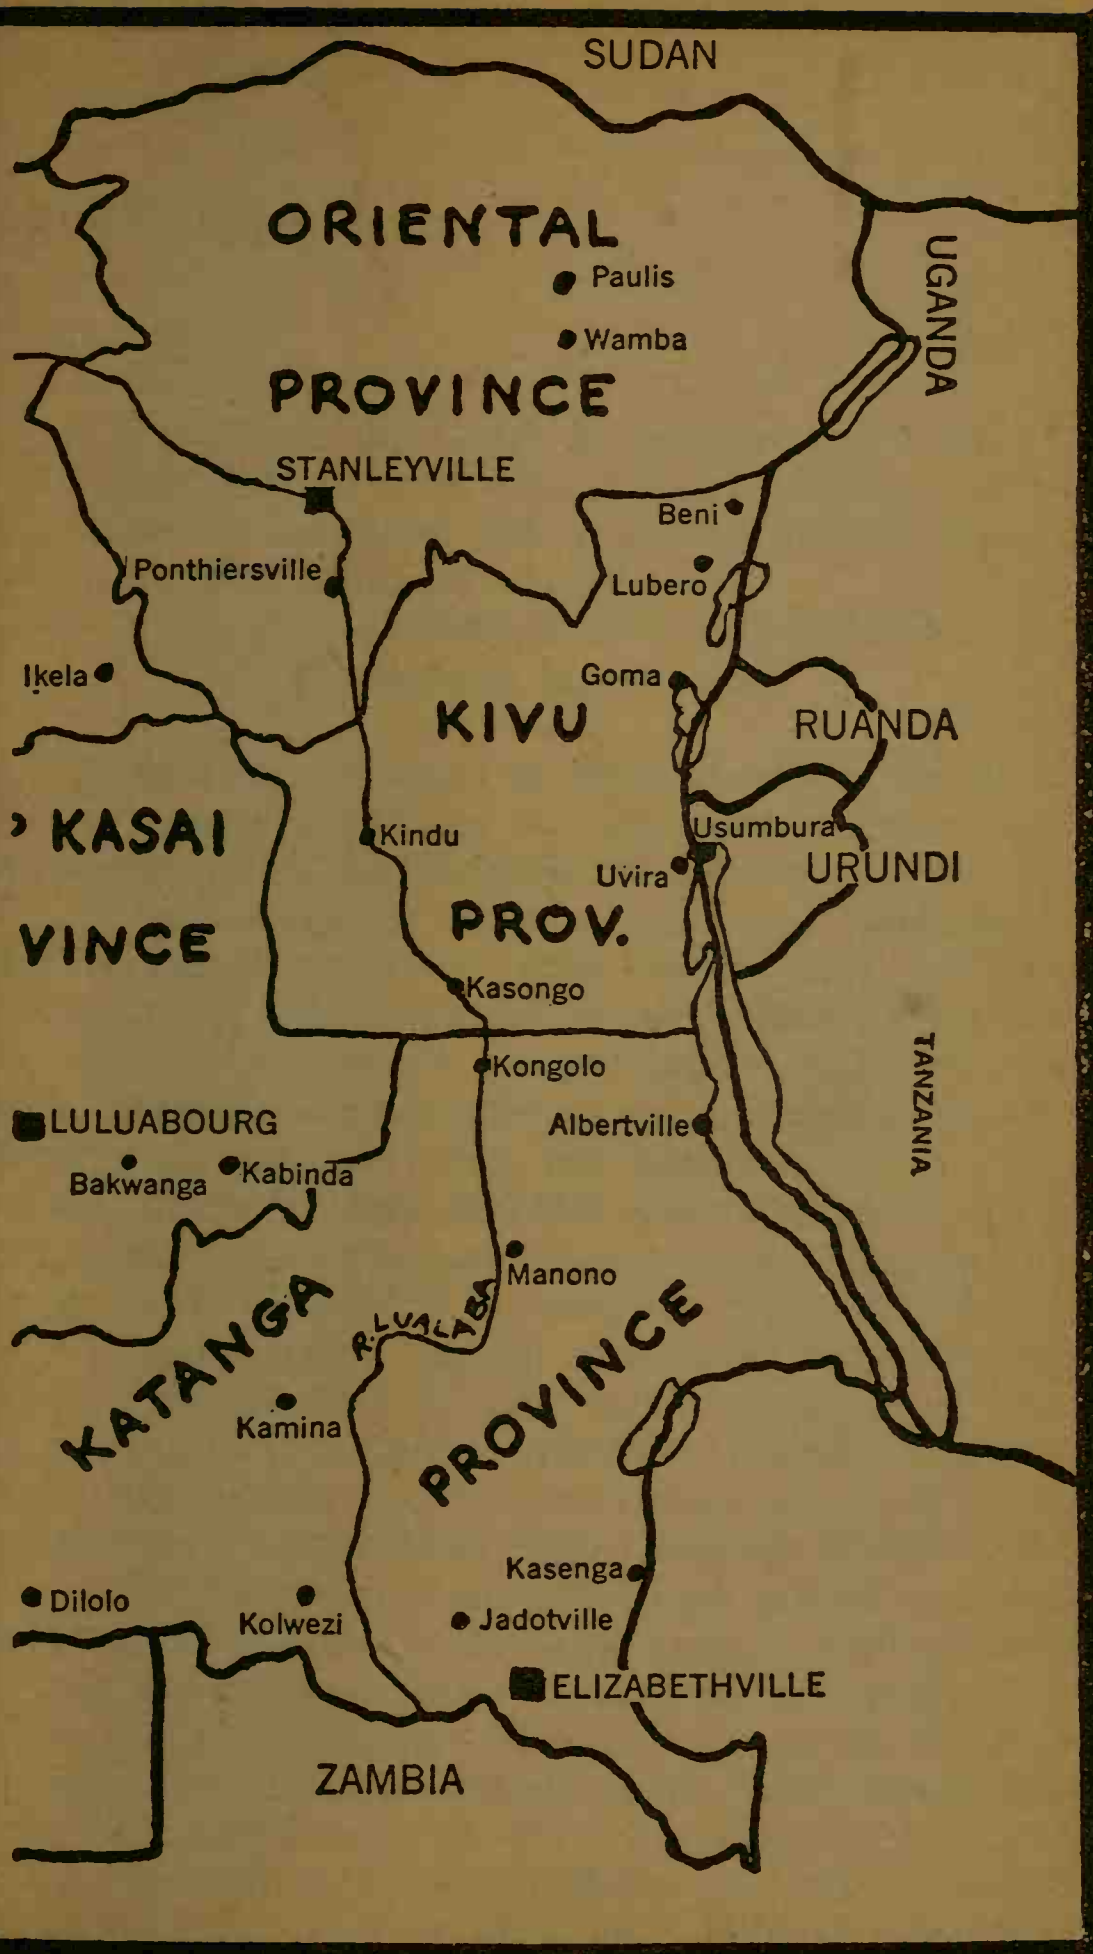 SUDAN
ORIENTAL
UGANDA
Paulis
Wamba
PROVINCE
STANLEYVILLE
Beni
Ponthiersville
Lubero
Ikela
Goma
KIVU
RUANDA
' KASAI
Usumbura
Kindu
URUNDI
Uvira
VINCE
PROV.
Kasongo
TANZANIA
Kongolo
LULUABOURG
Albertville
Bakwanga
Kabinda
Manono
R. LUALABA
KATANGA
PROVINCE
Kamina
Kasenga
Dilolo
Kolwezi
Jadotville
ELIZABETHVILLE
ZAMBIA